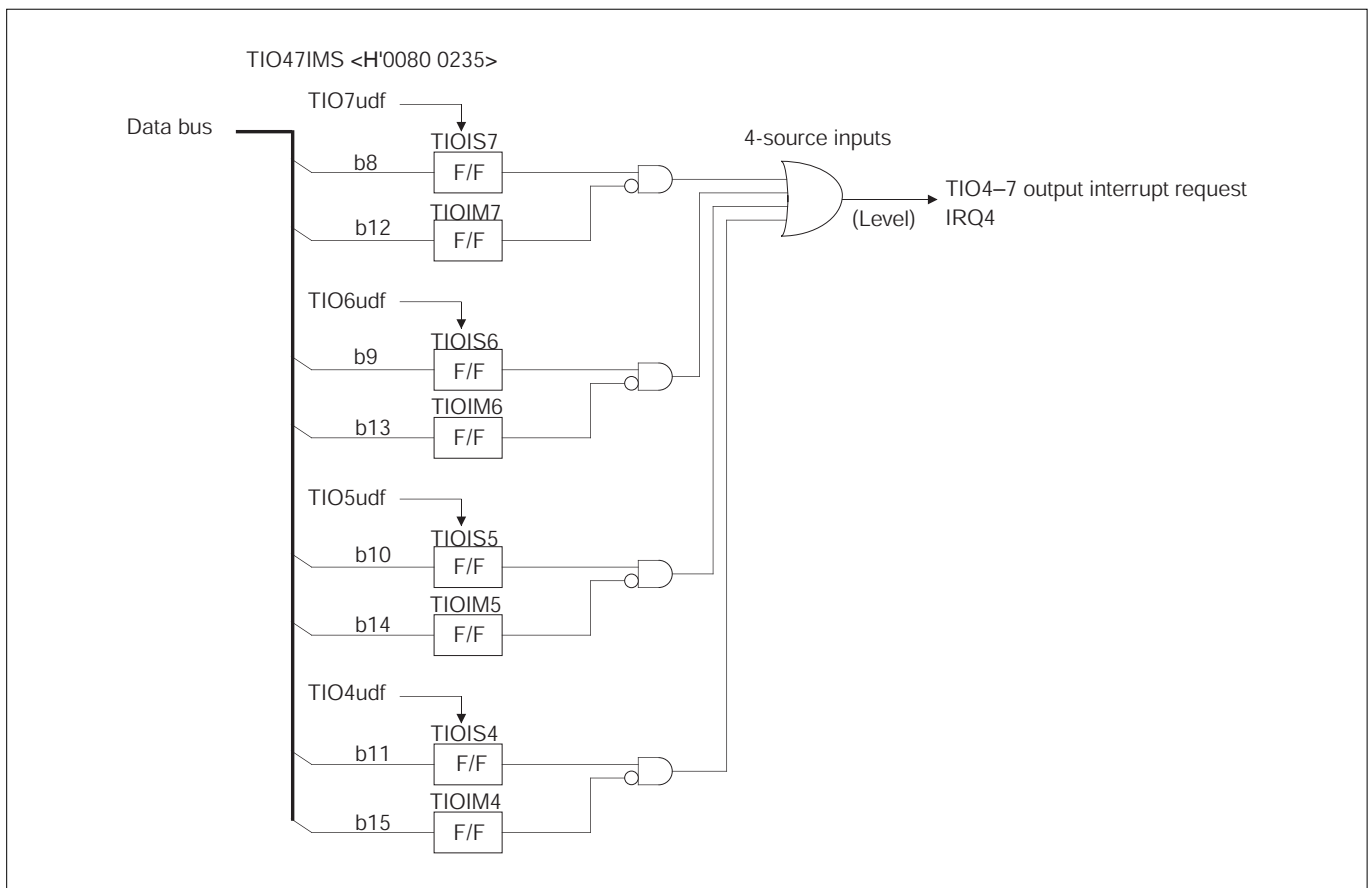 TIO47IMS <H'0080 0235>
TIO7udf
Data bus
TIOIS7
4-source inputs
b8
F/F
TIO4–7 output interrupt request
TIOIM7
(Level)
IRQ4
b12
F/F
TIO6udf
TIOIS6
b9
F/F
TIOIM6
b13
F/F
TIO5udf
TIOIS5
b10
F/F
TIOIM5
b14
F/F
TIO4udf
TIOIS4
b11
F/F
TIOIM4
b15
F/F